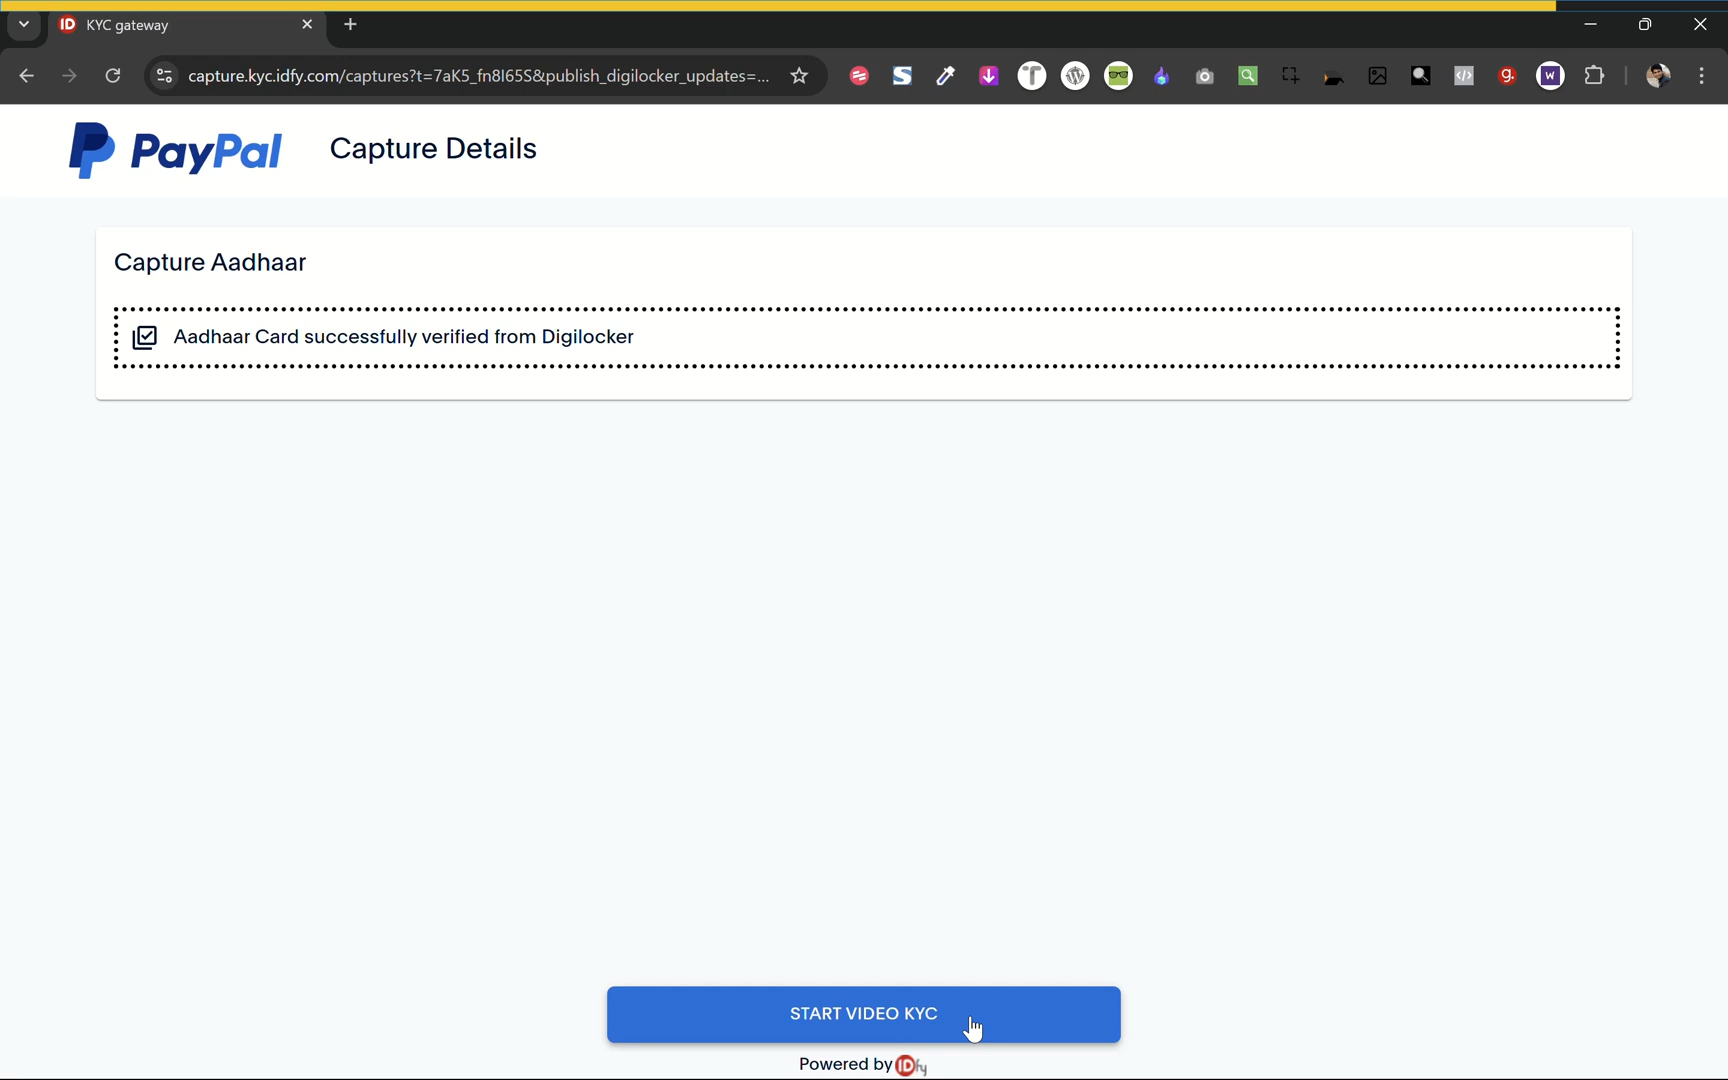 KYC gateway
capture.kyc.idfy.com/captures?t=7aK5_fn8I65S&publish_digilocker_updates=...
PayPal
Capture Details
Capture Aadhaar
Aadhaar Card successfully verified from Digilocker
START VIDEO KYC
Powered by IDfy